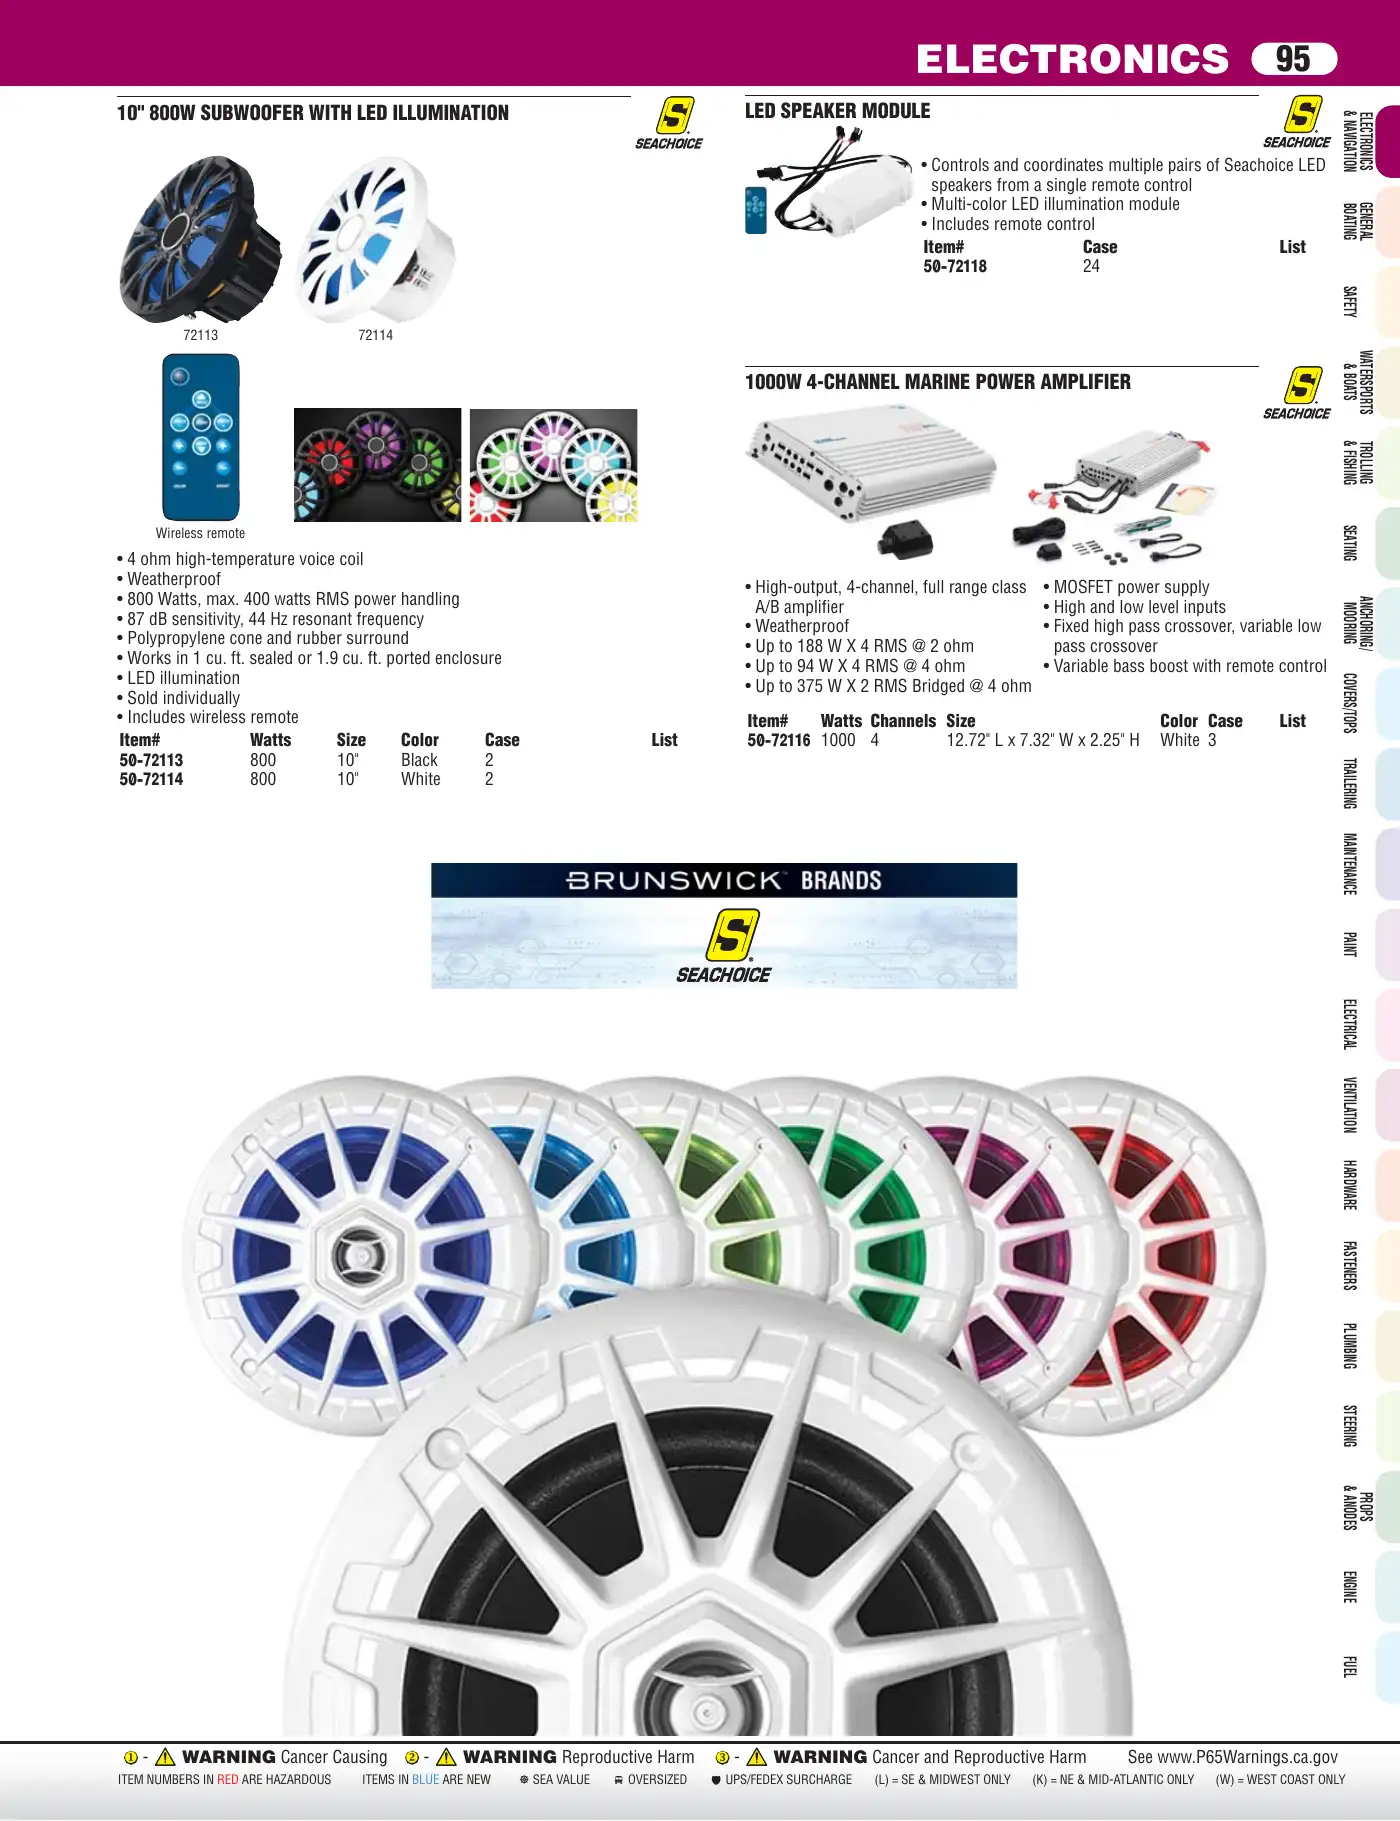 ELECTRONICS 95
10" 800W SUBWOOFER WITH LED ILLUMINATION
S
SEACHOICE
72113
72114
Wireless remote
• 4 ohm high-temperature voice coil
• Weatherproof
• 800 Watts, max. 400 watts RMS power handling
• 87 dB sensitivity, 44 Hz resonant frequency
• Polypropylene cone and rubber surround
• Works in 1 cu. ft. sealed or 1.9 cu. ft. ported enclosure
• LED illumination
• Sold individually
• Includes wireless remote
Item# Watts Size Color Case List
50-72113 800 10" Black 2
50-72114 800 10" White 2
LED SPEAKER MODULE
S
SEACHOICE
• Controls and coordinates multiple pairs of Seachoice LED
speakers from a single remote control
• Multi-color LED illumination module
• Includes remote control
Item# Case List
50-72118 24
1000W 4-CHANNEL MARINE POWER AMPLIFIER
S
SEACHOICE
• High-output, 4-channel, full range class
A/B amplifier
• Weatherproof
• Up to 188 W X 4 RMS @ 2 ohm
• Up to 94 W X 4 RMS @ 4 ohm
• Up to 375 W X 2 RMS Bridged @ 4 ohm
• MOSFET power supply
• High and low level inputs
• Fixed high pass crossover, variable low
pass crossover
• Variable bass boost with remote control
Item# Watts Channels Size Color Case List
50-72116 1000 4 12.72" L x 7.32" W x 2.25" H White 3
BRUNSWICK™ BRANDS
S®
SEACHOICE
ELECTRONICS
& NAVIGATION
GENERAL
BOATING
SAFETY
WATERSPORTS
& BOATS
TROLLING
& FISHING
SEATING
ANCHORING/
MOORING
COVERS/TOPS
TRAILERING
MAINTENANCE
PAINT
ELECTRICAL
VENTILATION
HARDWARE
FASTENERS
PLUMBING
STEERING
PROPS
& ANODES
ENGINE
FUEL
1 - ! WARNING Cancer Causing 2 - ! WARNING Reproductive Harm 3 - ! WARNING Cancer and Reproductive Harm See www.P65Warnings.ca.gov
ITEM NUMBERS IN RED ARE HAZARDOUS ITEMS IN BLUE ARE NEW SEA VALUE OVERSIZED UPS/FEDEX SURCHARGE (L) = SE & MIDWEST ONLY (K) = NE & MID-ATLANTIC ONLY (W) = WEST COAST ONLY